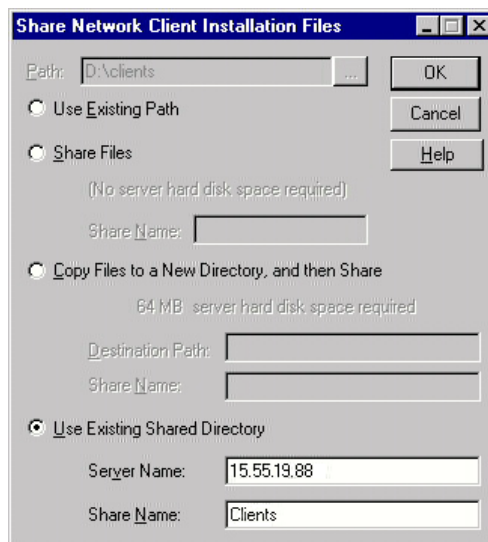 Share Network Client Installation Files
Path: D:\clients ... OK
Use Existing Path Cancel
Share Files Help
(No server hard disk space required)
Share Name:
Copy Files to a New Directory, and then Share
64 MB server hard disk space required
Destination Path:
Share Name:
Use Existing Shared Directory
Server Name: 15.55.19.88
Share Name: Clients